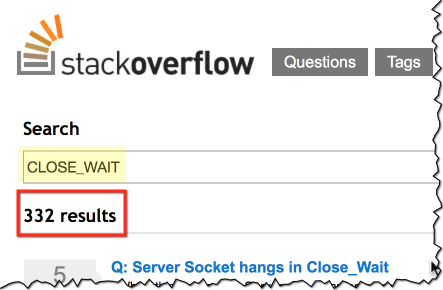 stackoverflow
Questions
Tags
Search
CLOSE_WAIT
332 results
5
Q: Server Socket hangs in Close_Wait